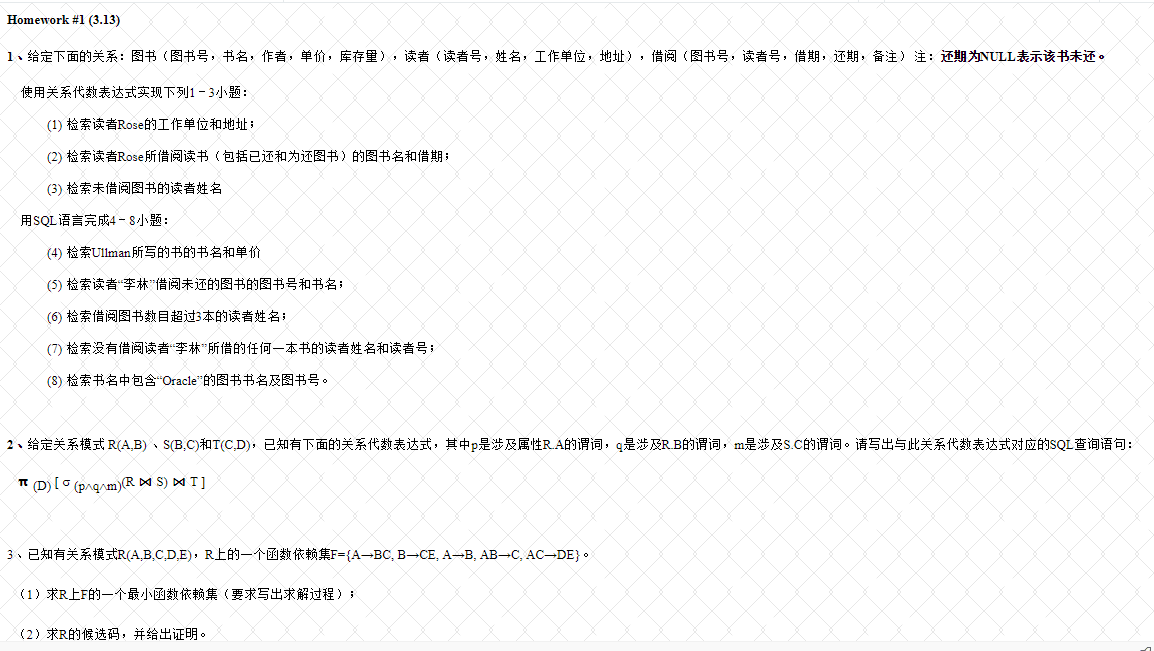 Homework #1 (3.13)
1、给定下面的关系：图书（图书号，书名，作者，单价，库存量），读者（读者号，姓名，工作单位，地址），借阅（图书号，读者号，借期，还期，备注） 注：还期为NULL表示该书未还。
使用关系代数表达式实现下列1－3小题：
(1) 检索读者Rose的工作单位和地址；
(2) 检索读者Rose所借阅读书（包括已还和为还图书）的图书名和借期；
(3) 检索未借阅图书的读者姓名
用SQL语言完成4－8小题：
(4) 检索Ullman所写的书的书名和单价
(5) 检索读者“李林”借阅未还的图书的图书号和书名；
(6) 检索借阅图书数目超过3本的读者姓名；
(7) 检索没有借阅读者“李林”所借的任何一本书的读者姓名和读者号；
(8) 检索书名中包含“Oracle”的图书书名及图书号。
2、给定关系模式 R(A,B) 、S(B,C)和T(C,D)，已知有下面的关系代数表达式，其中p是涉及属性R.A的谓词，q是涉及R.B的谓词，m是涉及S.C的谓词。请写出与此关系代数表达式对应的SQL查询语句：
π (D) [ σ (p∧q∧m)(R ⋈ S) ⋈ T ]
3、已知有关系模式R(A,B,C,D,E)，R上的一个函数依赖集F={A→BC, B→CE, A→B, AB→C, AC→DE}。
（1）求R上F的一个最小函数依赖集（要求写出求解过程）；
（2）求R的候选码，并给出证明。